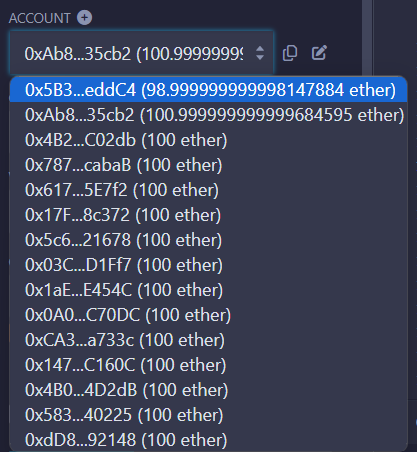 ACCOUNT
0xAb8...35cb2 (100.99999999
0x5B3...eddC4 (98.999999999998147884 ether)
0xAb8...35cb2 (100.999999999999684595 ether)
0x4B2...C02db (100 ether)
0x787...cabaB (100 ether)
0x617...5E7f2 (100 ether)
0x17F...8c372 (100 ether)
0x5c6...21678 (100 ether)
0x03C...D1Ff7 (100 ether)
0x1aE...E454C (100 ether)
0x0A0...C70DC (100 ether)
0xCA3...a733c (100 ether)
0x147...C160C (100 ether)
0x4B0...4D2dB (100 ether)
0x583...40225 (100 ether)
0xdD8...92148 (100 ether)